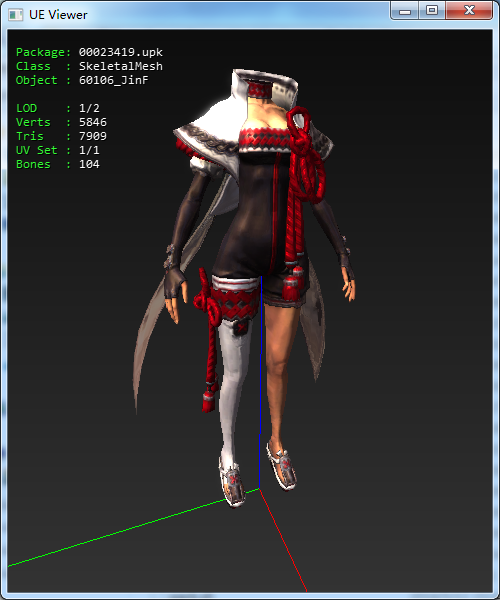 UE Viewer
Package: 00023419.upk
Class : SkeletalMesh
Object : 60106_JinF
LOD : 1/2
Verts : 5846
Tris : 7909
UV Set : 1/1
Bones : 104